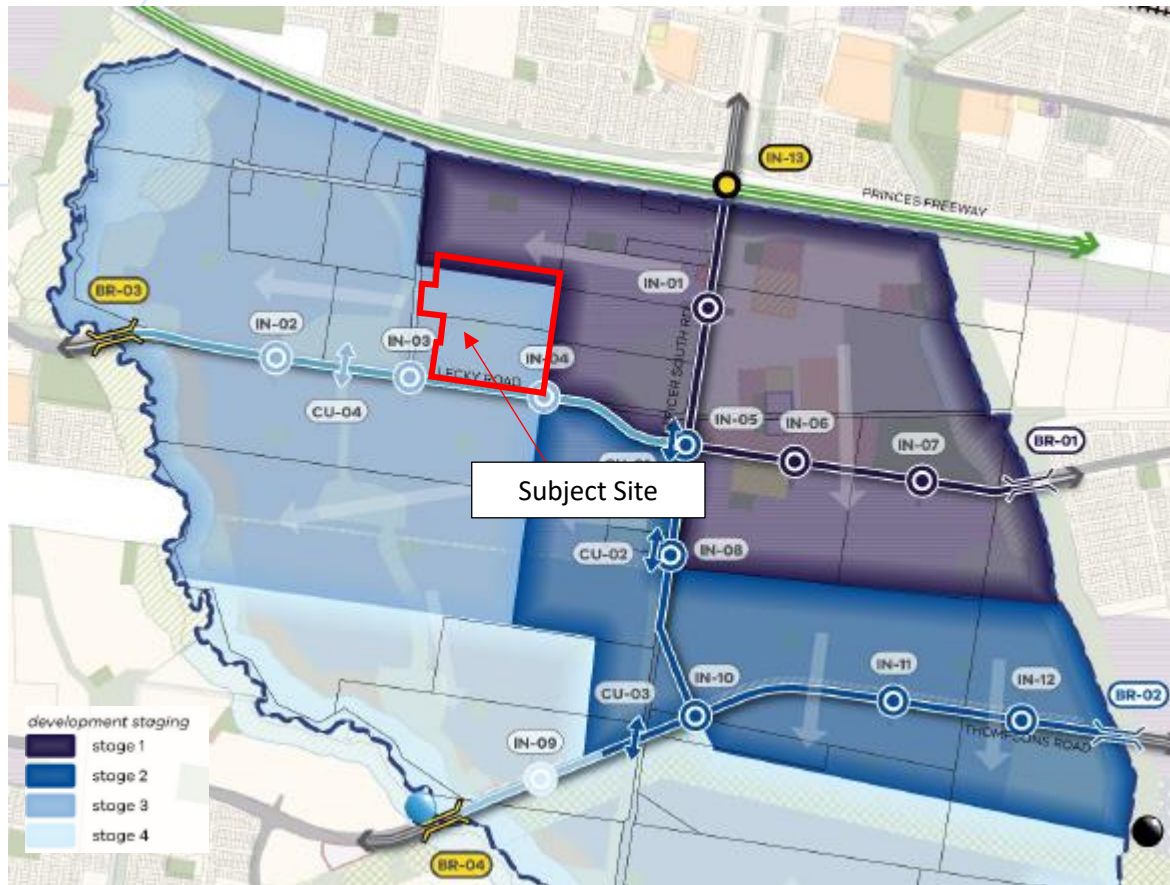 IN-13
PRINCES FREEWAY
IN-01
BR-03
IN-02
IN-03
IN-04
LECKY ROAD
CU-04
IN-05
IN-06
IN-07
BR-01
Subject Site
CU-02
IN-08
CU-03
IN-10
IN-11
IN-12
BR-02
THOMPSONS ROAD
IN-09
BR-04
development staging
stage 1
stage 2
stage 3
stage 4